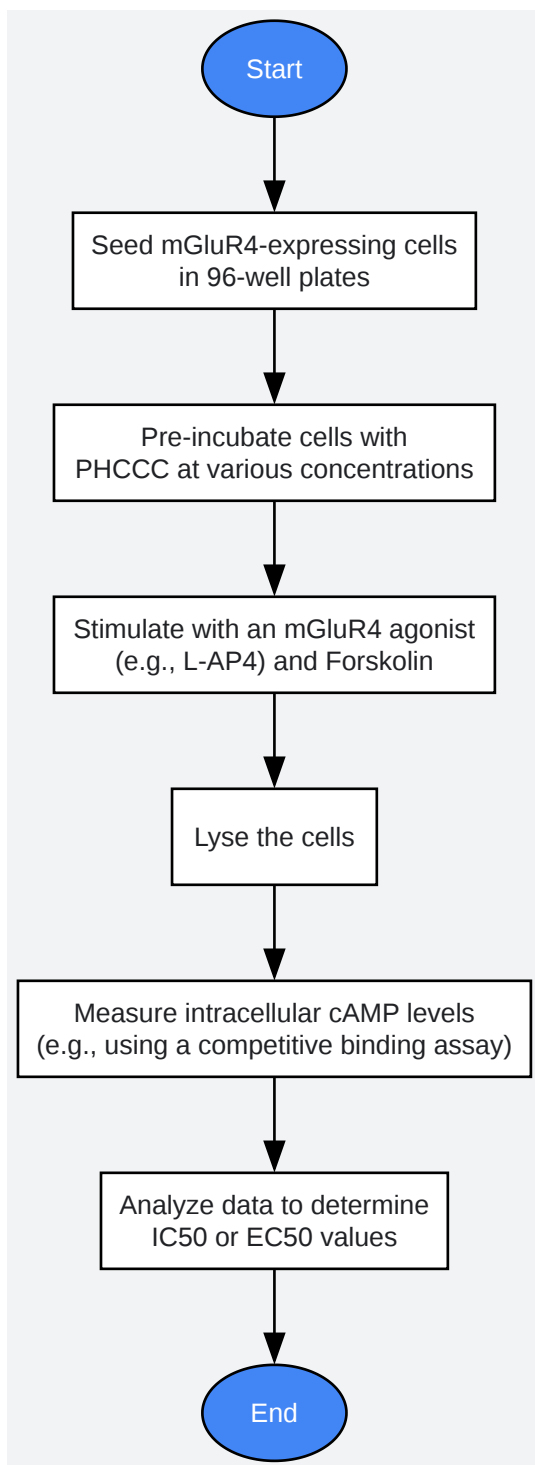 Start
Seed mGluR4-expressing cells
in 96-well plates
Pre-incubate cells with
PHCCC at various concentrations
Stimulate with an mGluR4 agonist
(e.g., L-AP4) and Forskolin
Lyse the cells
Measure intracellular cAMP levels
(e.g., using a competitive binding assay)
Analyze data to determine
IC50 or EC50 values
End